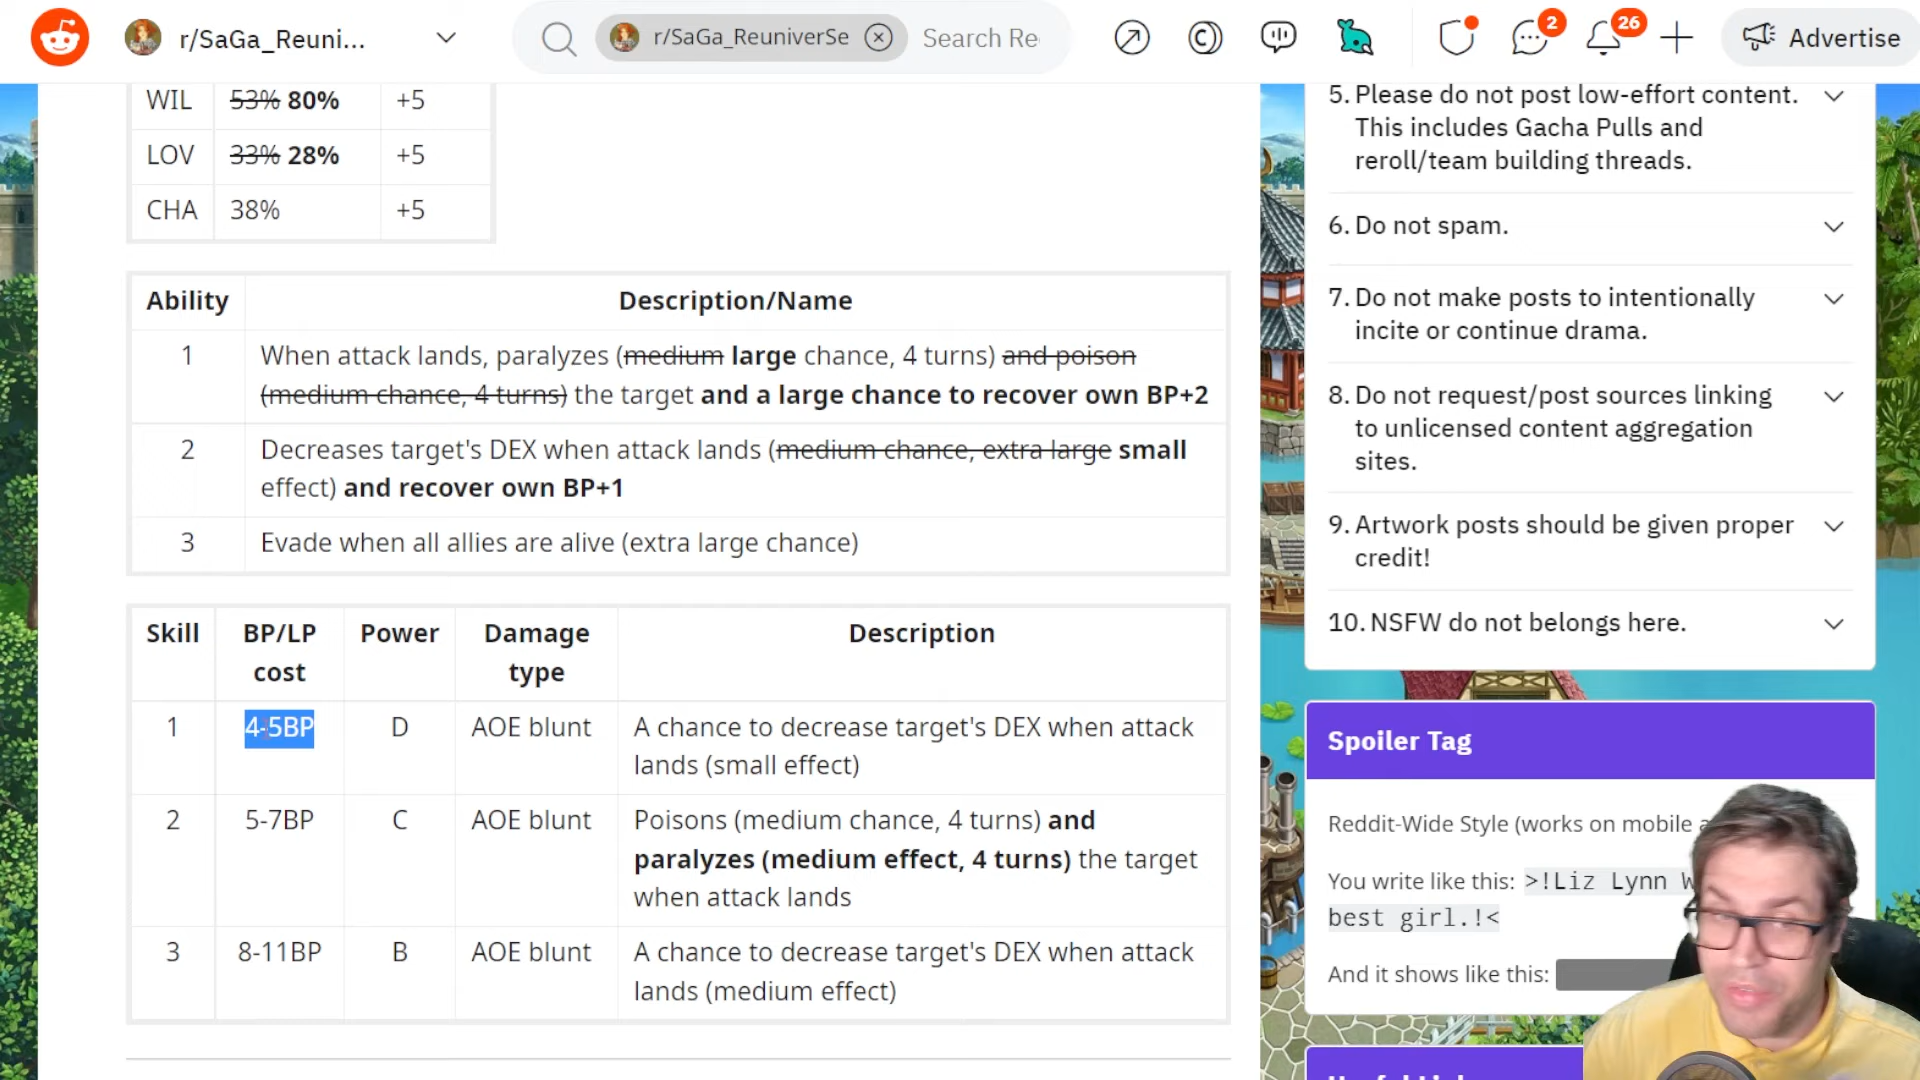 r/SaGa_Reuni...
r/SaGa_ReuniverSe
Search Re
2
26
Advertise
WIL 53% 80% +5
LOV 33% 28% +5
CHA 38% +5
Ability Description/Name
1 When attack lands, paralyzes (medium large chance, 4 turns) and poison
(medium chance, 4 turns) the target and a large chance to recover own BP+2
2 Decreases target's DEX when attack lands (medium chance, extra large small
effect) and recover own BP+1
3 Evade when all allies are alive (extra large chance)
Skill BP/LP cost Power Damage type Description
1 4-5BP D AOE blunt A chance to decrease target's DEX when attack
lands (small effect)
2 5-7BP C AOE blunt Poisons (medium chance, 4 turns) and
paralyzes (medium effect, 4 turns) the target
when attack lands
3 8-11BP B AOE blunt A chance to decrease target's DEX when attack
lands (medium effect)
5. Please do not post low-effort content.
This includes Gacha Pulls and
reroll/team building threads.
6. Do not spam.
7. Do not make posts to intentionally
incite or continue drama.
8. Do not request/post sources linking
to unlicensed content aggregation
sites.
9. Artwork posts should be given proper
credit!
10. NSFW do not belongs here.
Spoiler Tag
Reddit-Wide Style (works on mobile
You write like this: >!Liz Lynn
best girl.!<
And it shows like this: